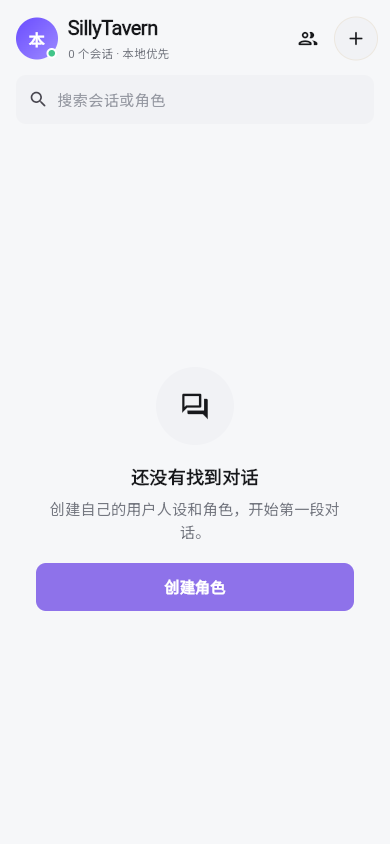 本
SillyTavern
0 个会话 · 本地优先
搜索会话或角色
还没有找到对话
创建自己的用户人设和角色，开始第一段对
话。
创建角色